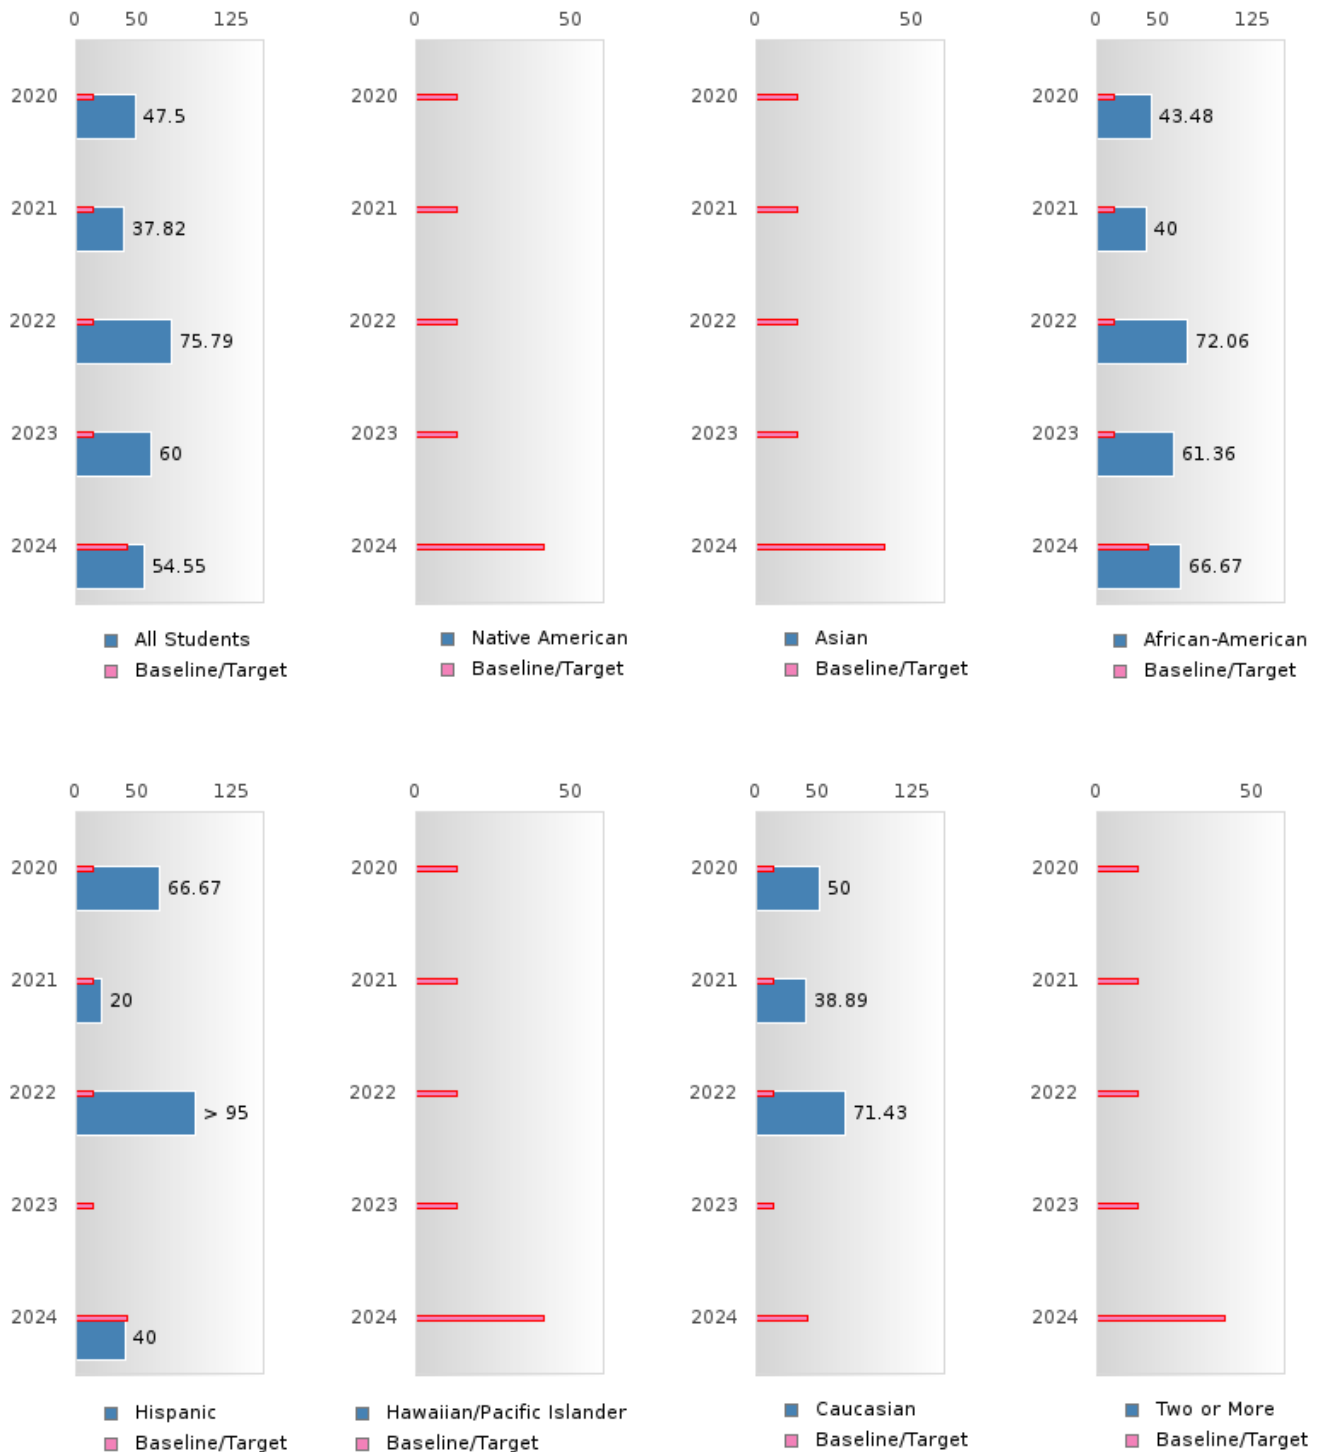 0 50 125
0 50
0 50
0 50 125
2020 47.5
2021 37.82
2022 75.79
2023 60
2024 54.55
2020
2021
2022
2023
2024
2020
2021
2022
2023
2024
2020 43.48
2021 40
2022 72.06
2023 61.36
2024 66.67
All Students
Baseline/Target
Native American
Baseline/Target
Asian
Baseline/Target
African-American
Baseline/Target
0 50 125
0 50
0 50 125
0 50
2020 66.67
2021 20
2022 > 95
2023
2024 40
2020
2021
2022
2023
2024
2020 50
2021 38.89
2022 71.43
2023
2024
2020
2021
2022
2023
2024
Hispanic
Baseline/Target
Hawaiian/Pacific Islander
Baseline/Target
Caucasian
Baseline/Target
Two or More
Baseline/Target